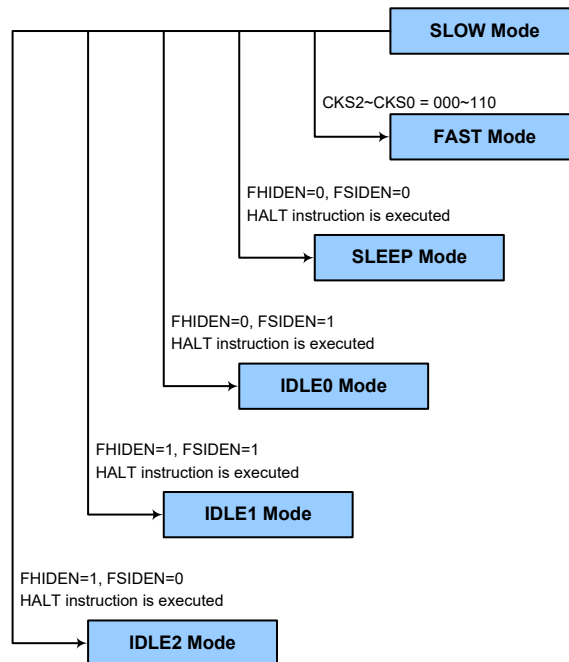 SLOW Mode
CKS2~CKS0 = 000~110
FAST Mode
FHIDEN=0, FSIDEN=0
HALT instruction is executed
SLEEP Mode
FHIDEN=0, FSIDEN=1
HALT instruction is executed
IDLE0 Mode
FHIDEN=1, FSIDEN=1
HALT instruction is executed
IDLE1 Mode
FHIDEN=1, FSIDEN=0
HALT instruction is executed
IDLE2 Mode